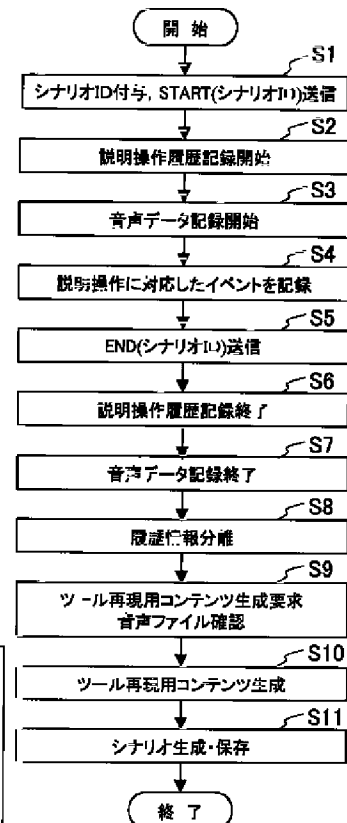 開 始
S1
シナリオID付与, START(シナリオID)送信
S2
説明操作履歴記録開始
S3
音声データ記録開始
S4
説明操作に対応したイベントを記録
S5
END(シナリオID)送信
S6
説明操作履歴記録終了
S7
音声データ記録終了
S8
履歴情報分離
S9
ツール再現用コンテンツ生成要求
音声ファイル確認
S10
ツール再現用コンテンツ生成
S11
シナリオ生成・保存
終 了